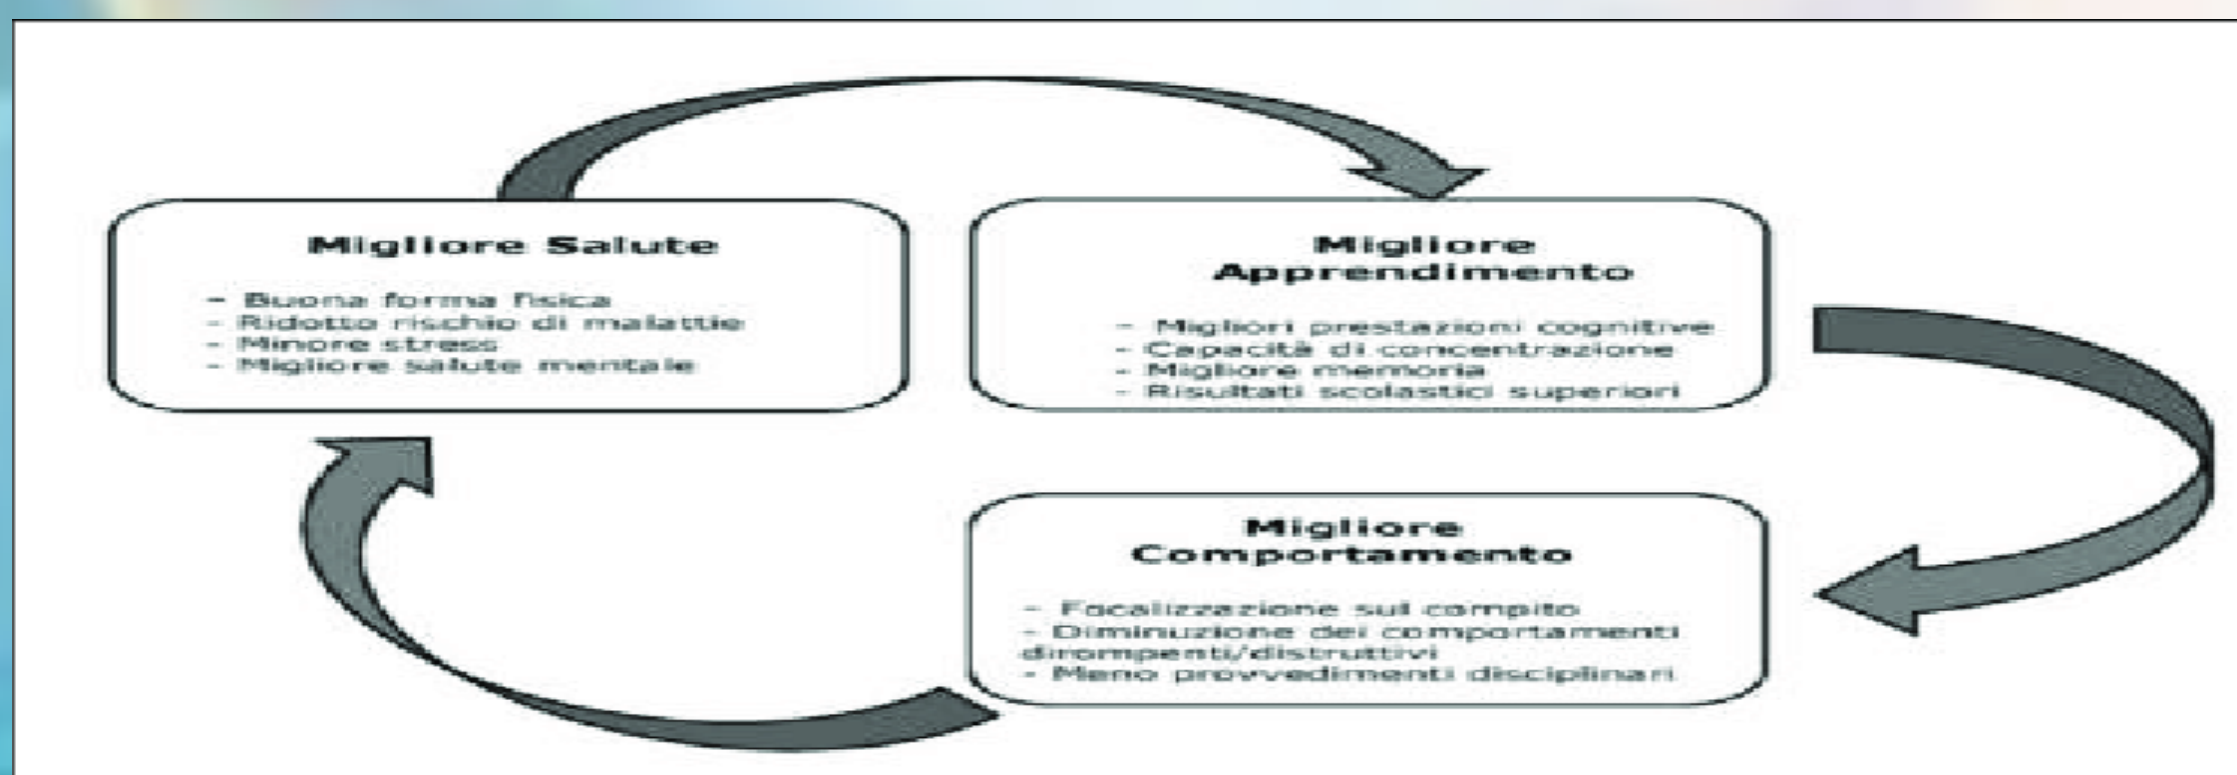 Migliore Salute
- Buona forma fisica
- Ridotto rischio di malattie
- Minore stress
- Migliore salute mentale
Migliore
Apprendimento
- Migliori prestazioni cognitive
- Capacità di concentrazione
- Migliore memoria
- Risultati scolastici superiori
Migliore
Comportamento
- Focalizzazione sul compito
- Diminuzione dei comportamenti
dirompenti/distruttivi
- Meno provvedimenti disciplinari